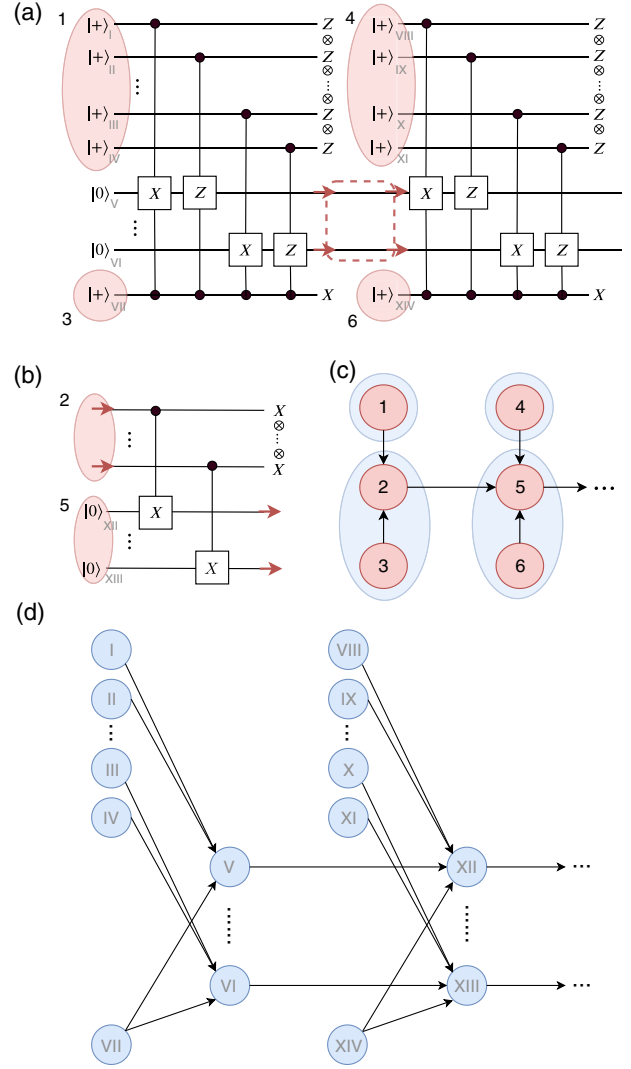 (a)
1 |+⟩ I Z 4 |+⟩ VIII Z
⊗ ⊗
|+⟩ II Z |+⟩ IX Z
⋮ ⊗ ⋮ ⊗ ⊗ ⋮ ⊗
|+⟩ III Z |+⟩ X Z
⊗ ⊗
|+⟩ IV Z |+⟩ XI Z
|0⟩ V X Z X Z
⋮
|0⟩ VI X Z X Z
3 |+⟩ VII X 6 |+⟩ XIV X
(b)
2 X
⋮ ⊗ ⋮ ⊗
X
5 |0⟩ XII X
⋮
|0⟩ XIII X
(c)
1 4
2 5 ...
3 6
(d)
I VIII
II IX
⋮ ⋮
III X
IV XI
V XII ...
⋮ ⋮
VI XIII ...
VII XIV